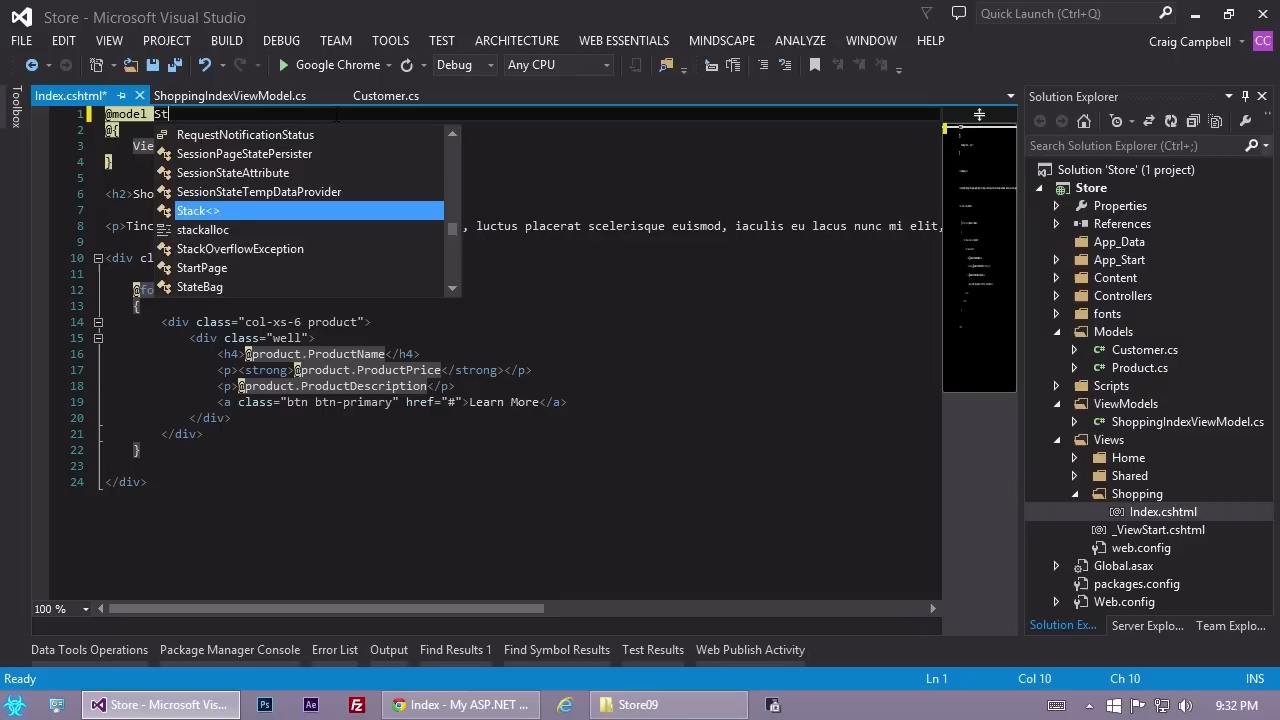 Store - Microsoft Visual Studio
Quick Launch (Ctrl+Q)
FILE EDIT VIEW PROJECT BUILD DEBUG TEAM TOOLS TEST ARCHITECTURE WEB ESSENTIALS MINDSCAPE ANALYZE WINDOW HELP
Craig Campbell CC
Google Chrome Debug Any CPU
Toolbox
Index.cshtml* ShoppingIndexViewModel.cs Customer.cs
1 @model St
2 @{
3 Vie
4 }
5
6 <h2>Sho
7
8 <p>Tinc , luctus placerat scelerisque euismod, iaculis eu lacus nunc mi elit,
9
10 <div cl
11
12 @fo
13 {
14 <div class="col-xs-6 product">
15 <div class="well">
16 <h4>@product.ProductName</h4>
17 <p><strong>@product.ProductPrice</strong></p>
18 <p>@product.ProductDescription</p>
19 <a class="btn btn-primary" href="#">Learn More</a>
20 </div>
21 </div>
22 }
23
24 </div>
RequestNotificationStatus
SessionPageStatePersister
SessionStateTempDataProvider
Stack<>
stackalloc
StackOverflowException
StartPage
StateBag
100 %
Solution Explorer
Search Solution Explorer (Ctrl+;)
Solution 'Store' (1 project)
Store
Properties
References
App_Data
App_Start
Content
Controllers
fonts
Models
Customer.cs
Product.cs
Scripts
ViewModels
ShoppingIndexViewModel.cs
Views
Home
Shared
Shopping
Index.cshtml
_ViewStart.cshtml
web.config
Global.asax
packages.config
Web.config
Solution Ex... Server Explo... Team Explo...
Data Tools Operations Package Manager Console Error List Output Find Results 1 Find Symbol Results Test Results Web Publish Activity
Ready Ln 1 Col 10 Ch 10 INS
Ps Ae Fz
Store - Microsoft Vis... Index - My ASP.NET ... Store09
9:32 PM